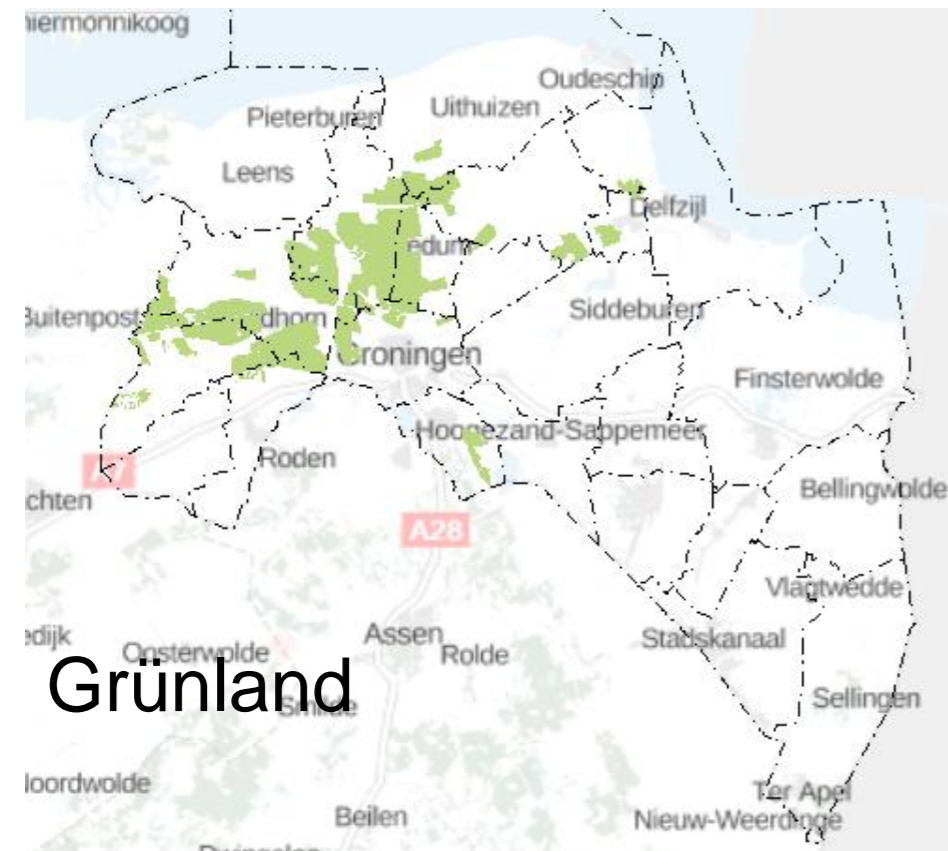 iermonnikoog
Oudeschip
Pieterburen
Uithuizen
Leens
Delfzijl
edum
Buitenpost
dhorn
Siddeburen
Groningen
Finsterwolde
Hoogezand-Sappemeer
Roden
A7
chten
Bellingwolde
A28
Vlagtwedde
edijk
Oosterwolde
Assen
Rolde
Stadskanaal
Grünland
Smilde
Sellingen
Noordwolde
Ter Apel
Beilen
Nieuw-Weerdinge